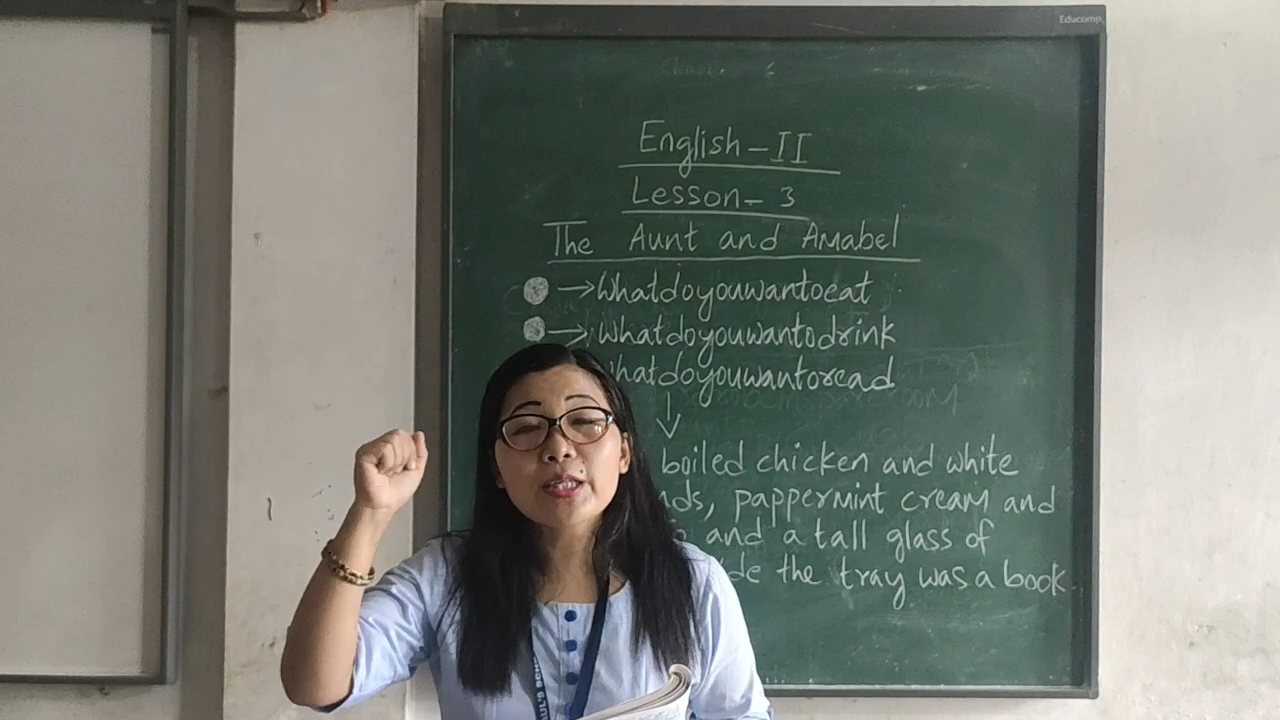 Educomp
English - II
Lesson - 3
The Aunt and Amabel
→ Whatdoyouwantoeat
→ Whatdoyouwantodrink
hatdoyouwantoread
↓
boiled chicken and white
nds, pappermint cream and
and a tall glass of
de the tray was a book
AUL'S